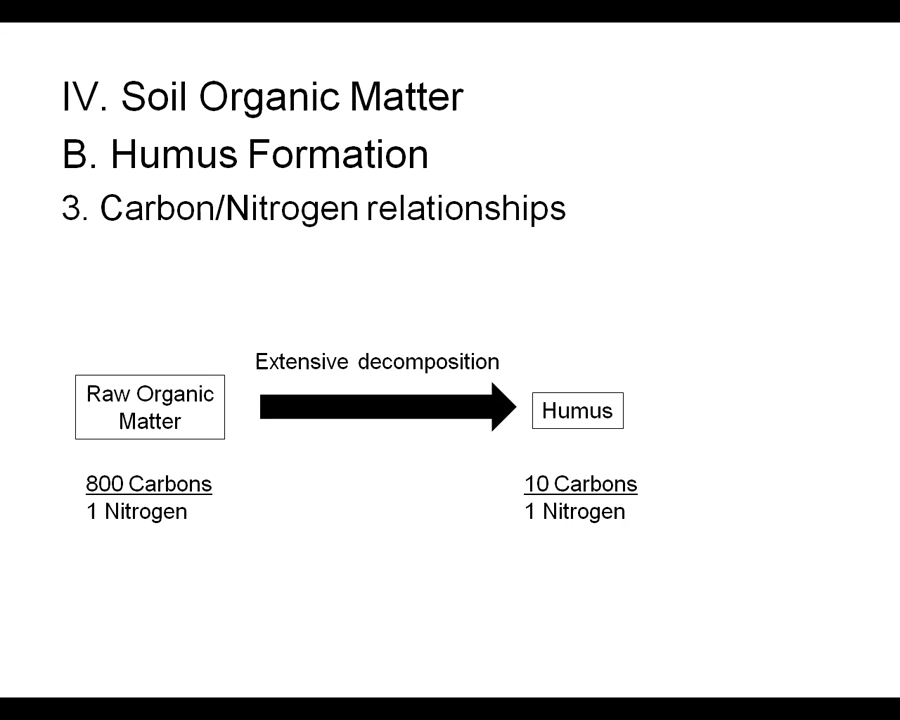 IV. Soil Organic Matter
B. Humus Formation
3. Carbon/Nitrogen relationships
Extensive decomposition
Raw Organic
Matter
Humus
800 Carbons
1 Nitrogen
10 Carbons
1 Nitrogen